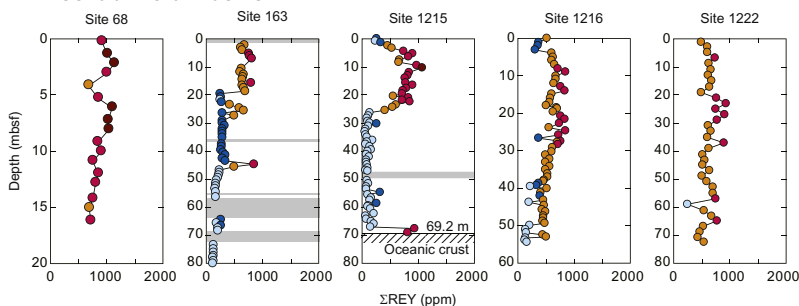 Site 68
Site 163
Site 1215
Site 1216
Site 1222
Depth (mbsf)
0
5
10
15
20
0
10
20
30
40
50
60
70
80
0
10
20
30
40
50
60
70
80
0
10
20
30
40
50
60
0
10
20
30
40
50
60
70
80
69.2 m
Oceanic crust
0 1000 2000
0 1000 2000
0 1000 2000
0 1000 2000
0 1000 2000
ΣREY (ppm)